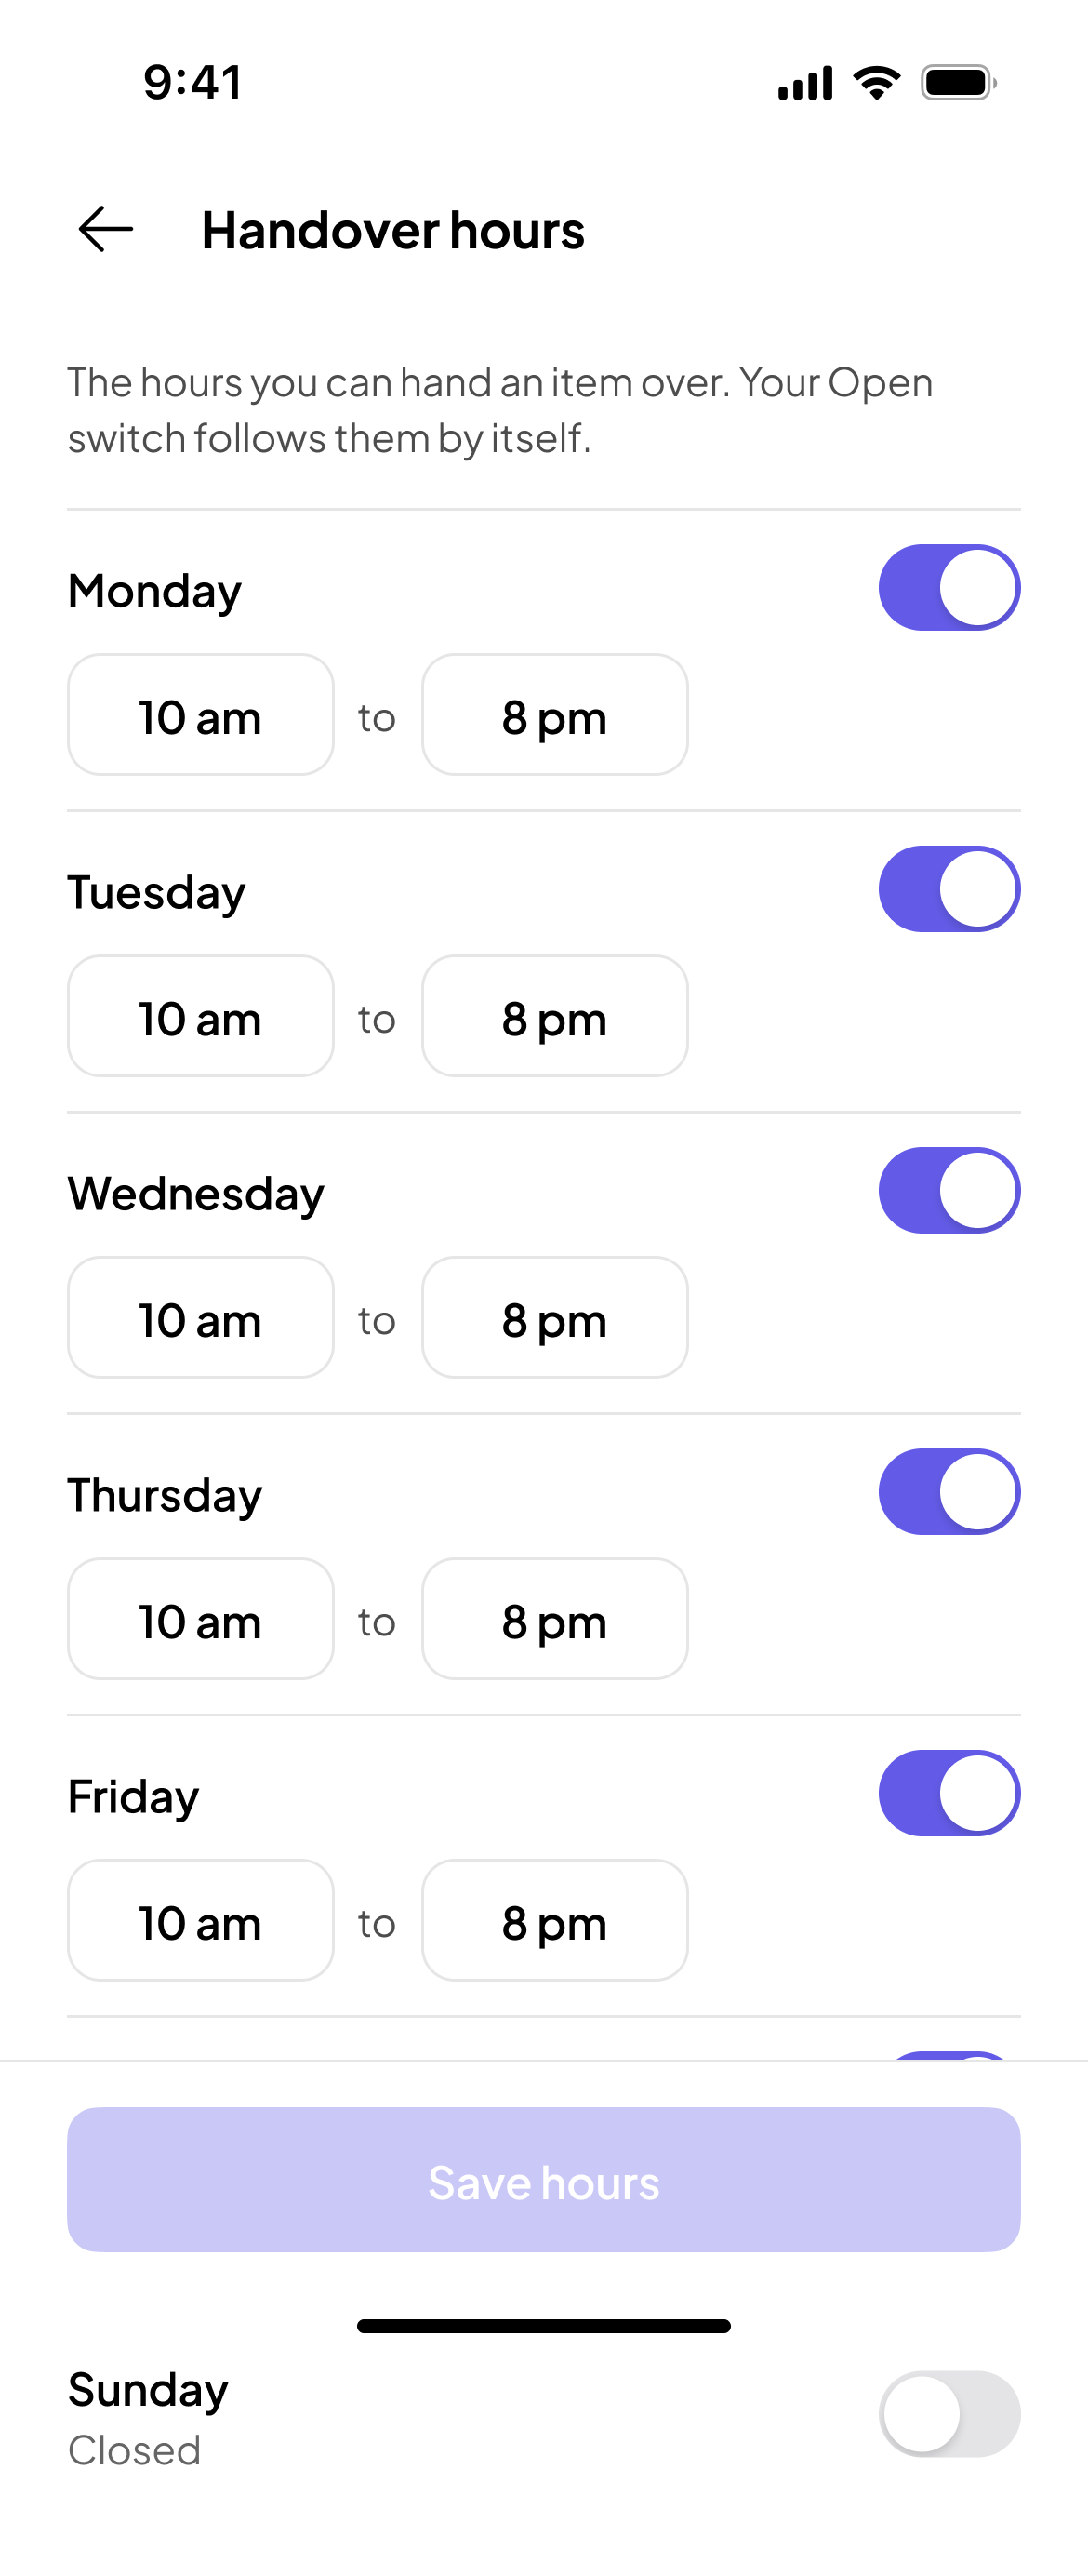 9:41
Handover hours
The hours you can hand an item over. Your Open
switch follows them by itself.
Monday
10 am to 8 pm
Tuesday
10 am to 8 pm
Wednesday
10 am to 8 pm
Thursday
10 am to 8 pm
Friday
10 am to 8 pm
Save hours
Sunday
Closed